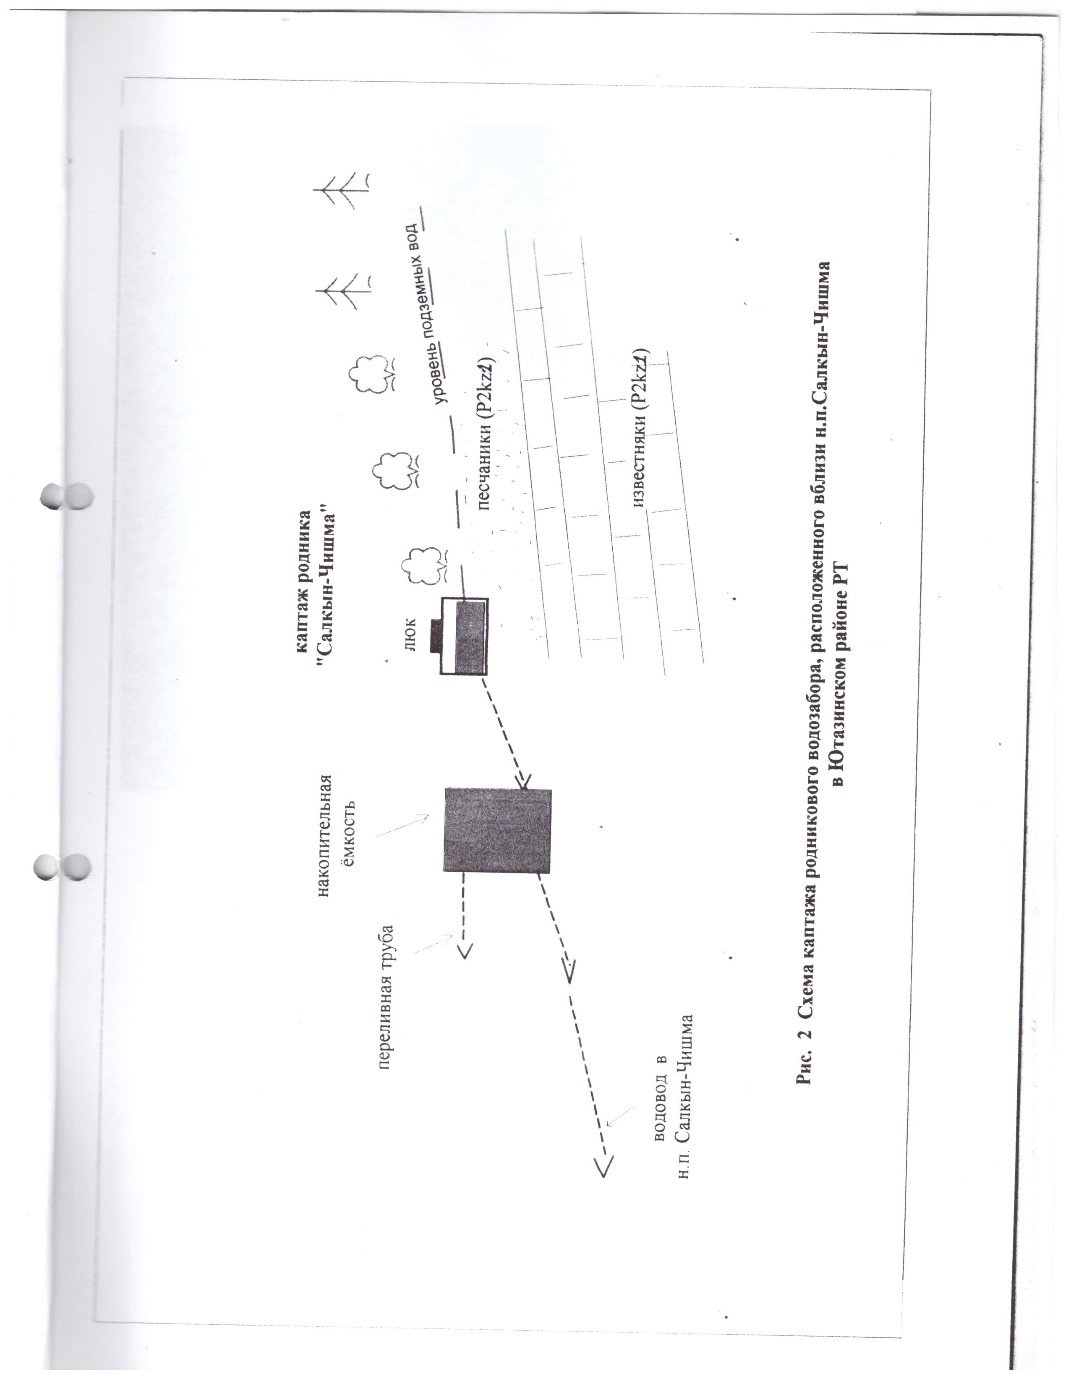 каптаж родника
"Салкын-Чишма"
накопительная
ёмкость
люк
переливная труба
уровень подземных вод
песчаники (P2kz1)
известняки (P2kz1)
водовод в
н.п. Салкын-Чишма
Рис. 2 Схема каптажа родникового водозабора, расположенного вблизи н.п.Салкын-Чишма
в Ютазинском районе РТ